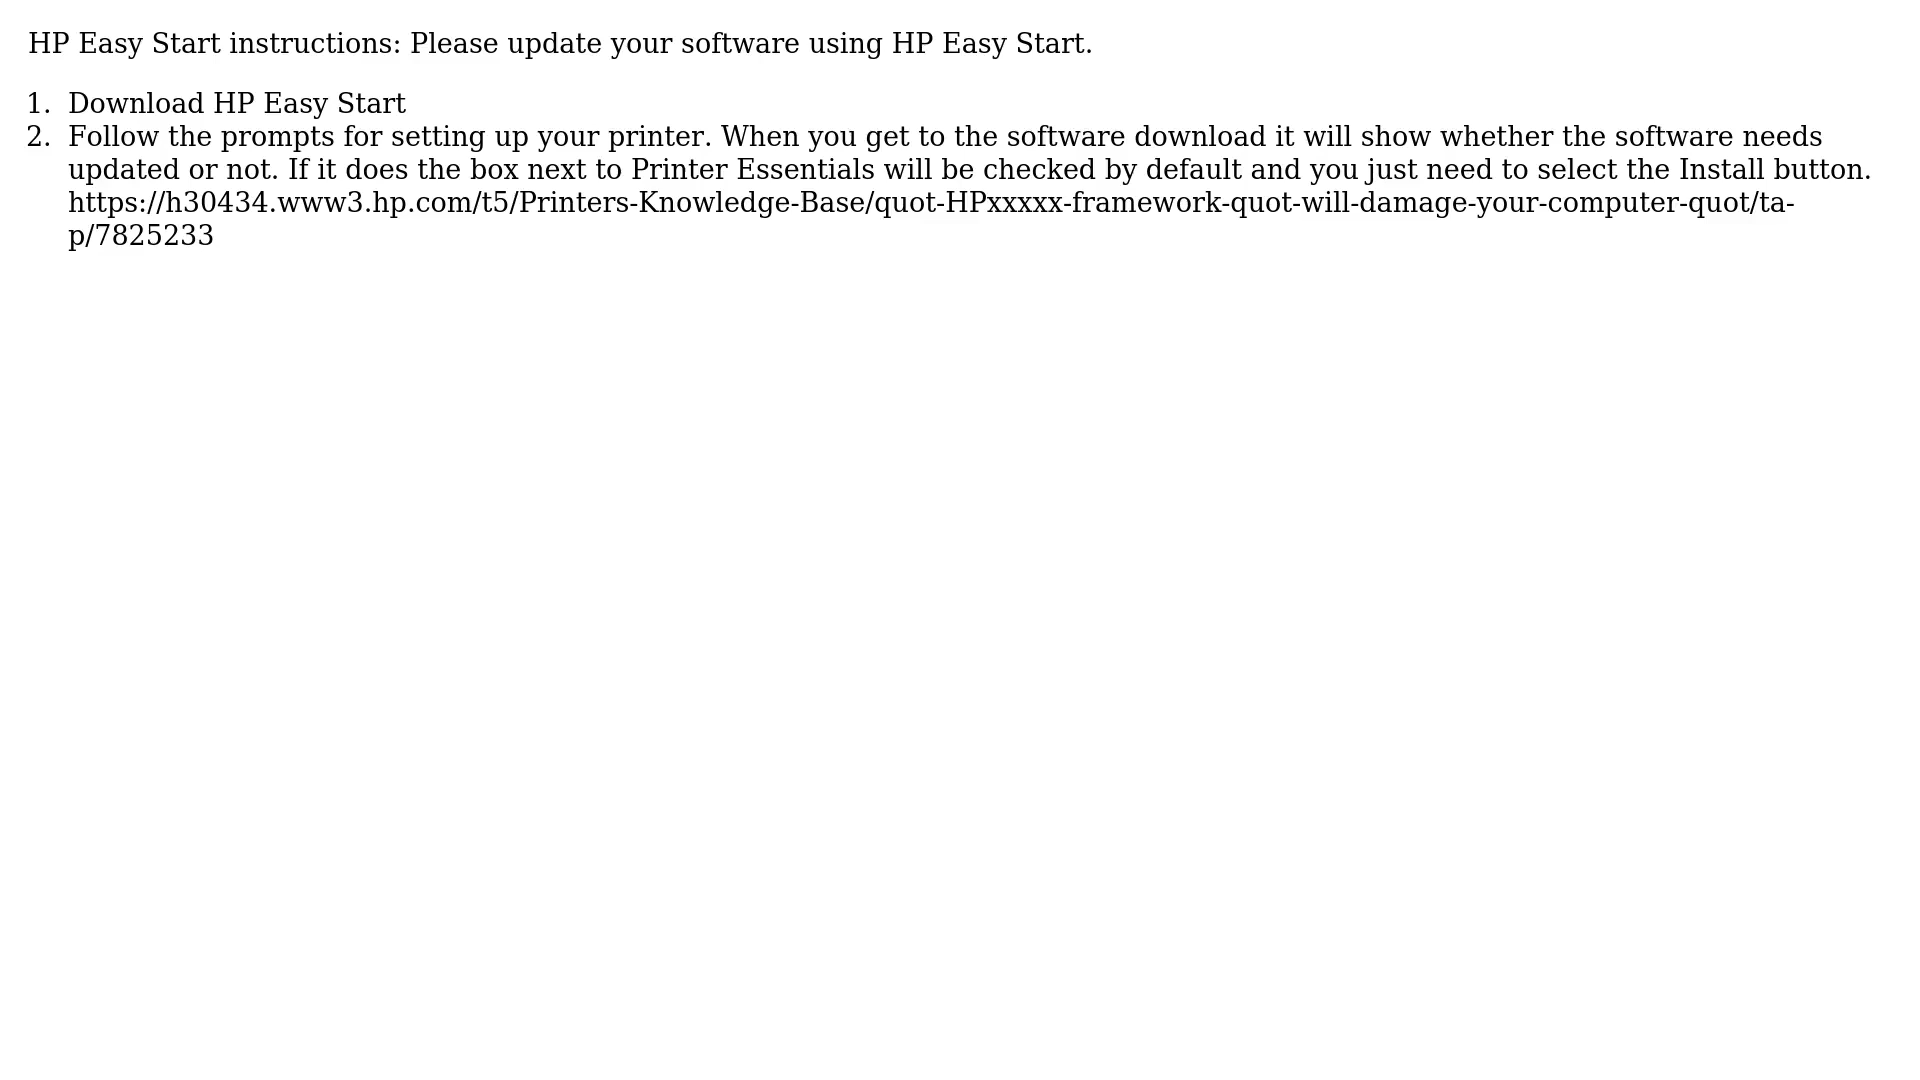 HP Easy Start instructions: Please update your software using HP Easy Start.
1. Download HP Easy Start
2. Follow the prompts for setting up your printer. When you get to the software download it will show whether the software needs
updated or not. If it does the box next to Printer Essentials will be checked by default and you just need to select the Install button.
https://h30434.www3.hp.com/t5/Printers-Knowledge-Base/quot-HPxxxxx-framework-quot-will-damage-your-computer-quot/ta-
p/7825233